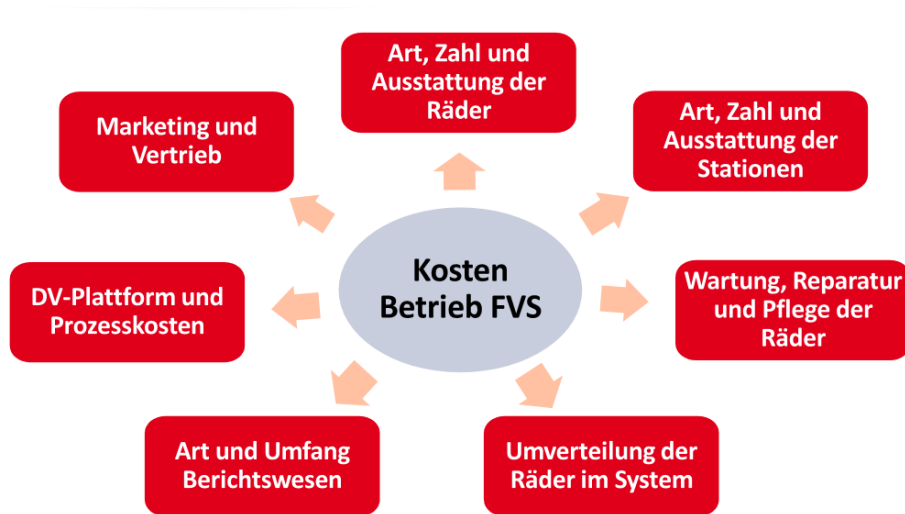 Art, Zahl und
Ausstattung der
Räder
Marketing und
Vertrieb
Art, Zahl und
Ausstattung der
Stationen
Kosten
Betrieb FVS
DV-Plattform und
Prozesskosten
Wartung, Reparatur
und Pflege der
Räder
Art und Umfang
Berichtswesen
Umverteilung der
Räder im System